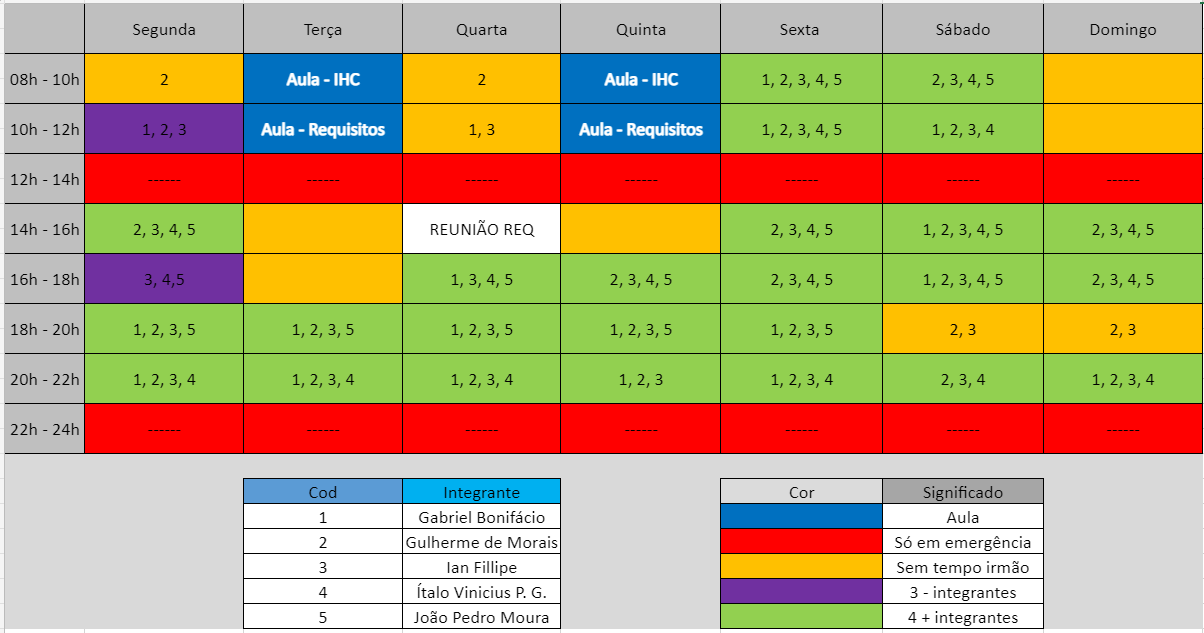 Segunda Terça Quarta Quinta Sexta Sábado Domingo
08h - 10h 2 Aula - IHC 2 Aula - IHC 1, 2, 3, 4, 5 2, 3, 4, 5
10h - 12h 1, 2, 3 Aula - Requisitos 1, 3 Aula - Requisitos 1, 2, 3, 4, 5 1, 2, 3, 4
12h - 14h ------ ------ ------ ------ ------ ------ ------
14h - 16h 2, 3, 4, 5 REUNIÃO REQ 2, 3, 4, 5 1, 2, 3, 4, 5 2, 3, 4, 5
16h - 18h 3, 4,5 1, 3, 4, 5 2, 3, 4, 5 2, 3, 4, 5 1, 2, 3, 4, 5 2, 3, 4, 5
18h - 20h 1, 2, 3, 5 1, 2, 3, 5 1, 2, 3, 5 1, 2, 3, 5 1, 2, 3, 5 2, 3 2, 3
20h - 22h 1, 2, 3, 4 1, 2, 3, 4 1, 2, 3, 4 1, 2, 3 1, 2, 3, 4 2, 3, 4 1, 2, 3, 4
22h - 24h ------ ------ ------ ------ ------ ------ ------
Cod Integrante Cor Significado
1 Gabriel Bonifácio Aula
2 Gulherme de Morais Só em emergência
3 Ian Fillipe Sem tempo irmão
4 Ítalo Vinicius P. G. 3 - integrantes
5 João Pedro Moura 4 + integrantes